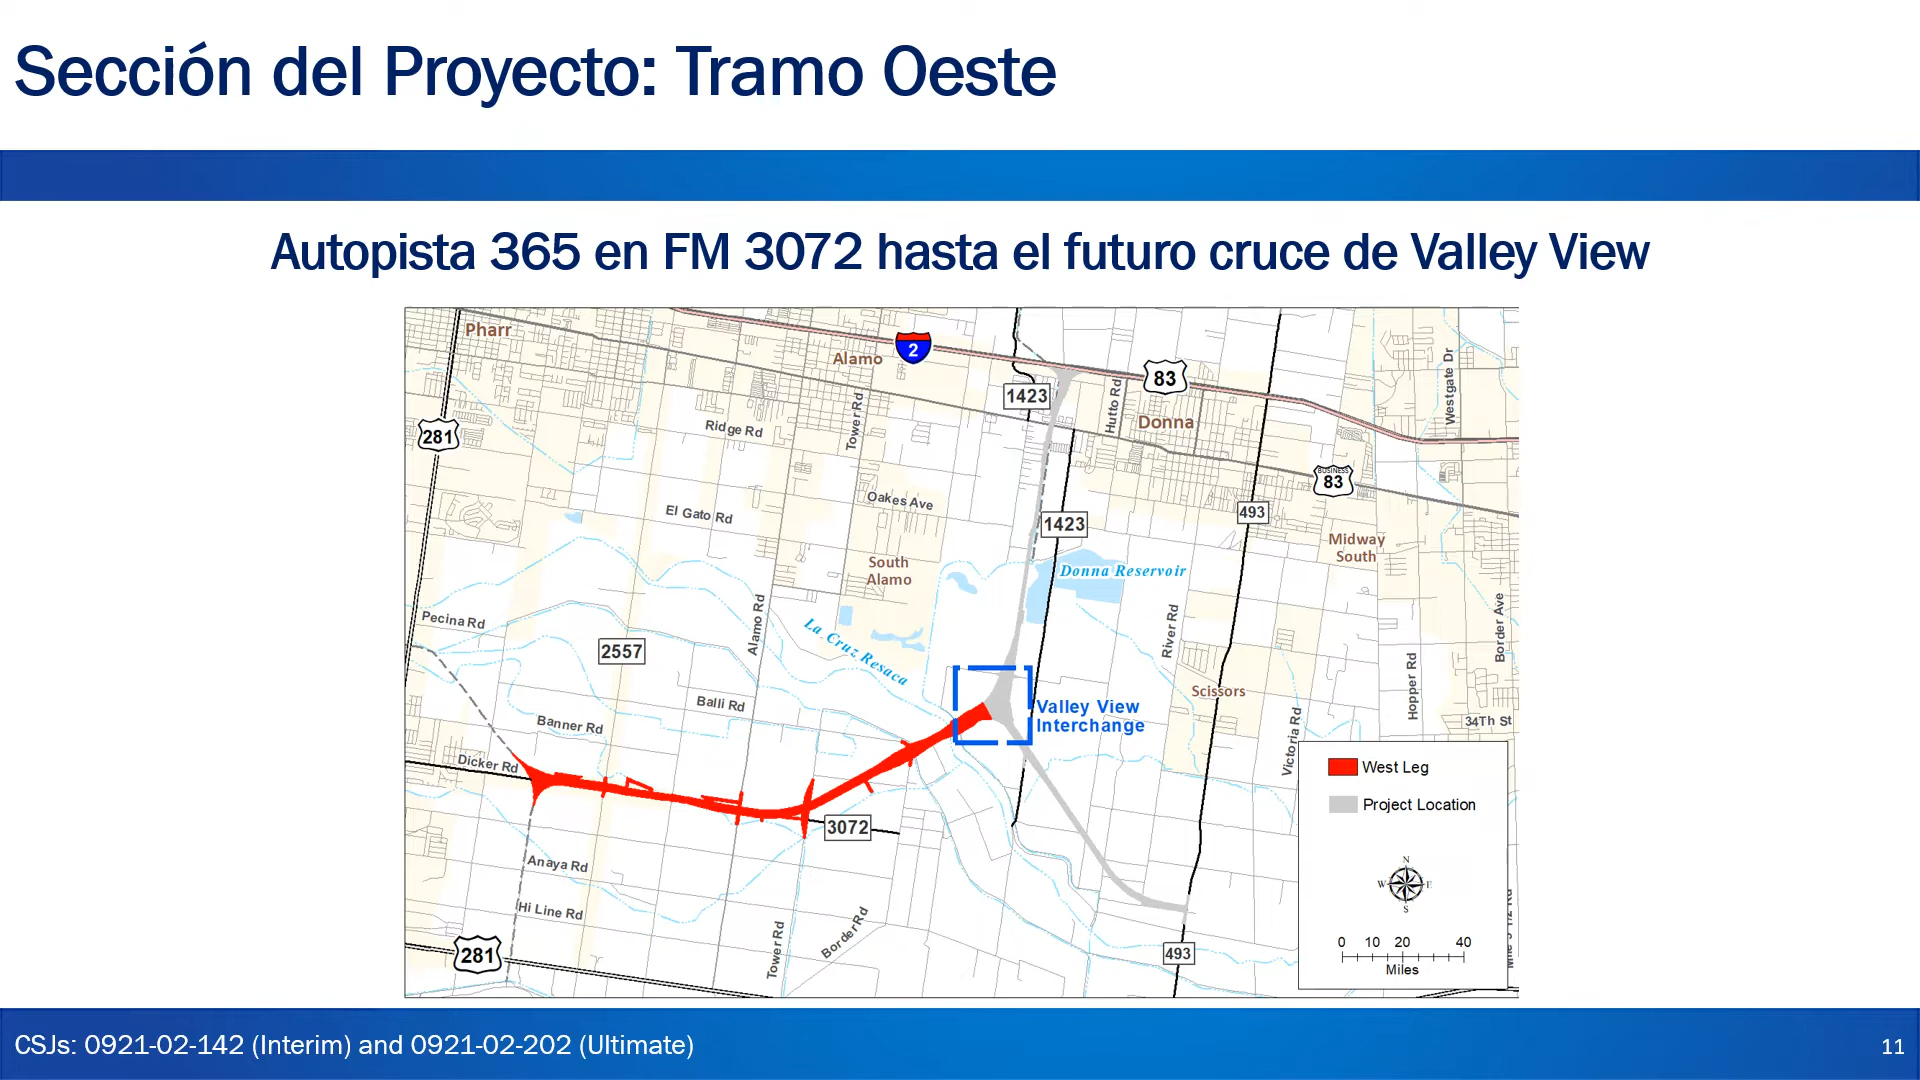 Sección del Proyecto: Tramo Oeste
Autopista 365 en FM 3072 hasta el futuro cruce de Valley View
Pharr
Alamo
2
83
1423
Hutto Rd
Westgate Dr
281
Ridge Rd
Tower Rd
Donna
BUSINESS
83
Oakes Ave
El Gato Rd
493
1423
Midway
South
South
Alamo
Donna Reservoir
Pecina Rd
Alamo Rd
La Cruz Resaca
River Rd
Border Ave
2557
Hopper Rd
Scissors
Balli Rd
Valley View
Interchange
Banner Rd
34Th St
Victoria Rd
Dicker Rd
West Leg
Project Location
3072
Anaya Rd
N
W
E
S
Hi Line Rd
Border Rd
Tower Rd
281
493
0 10 20 40
Miles
CSJs: 0921-02-142 (Interim) and 0921-02-202 (Ultimate)
11